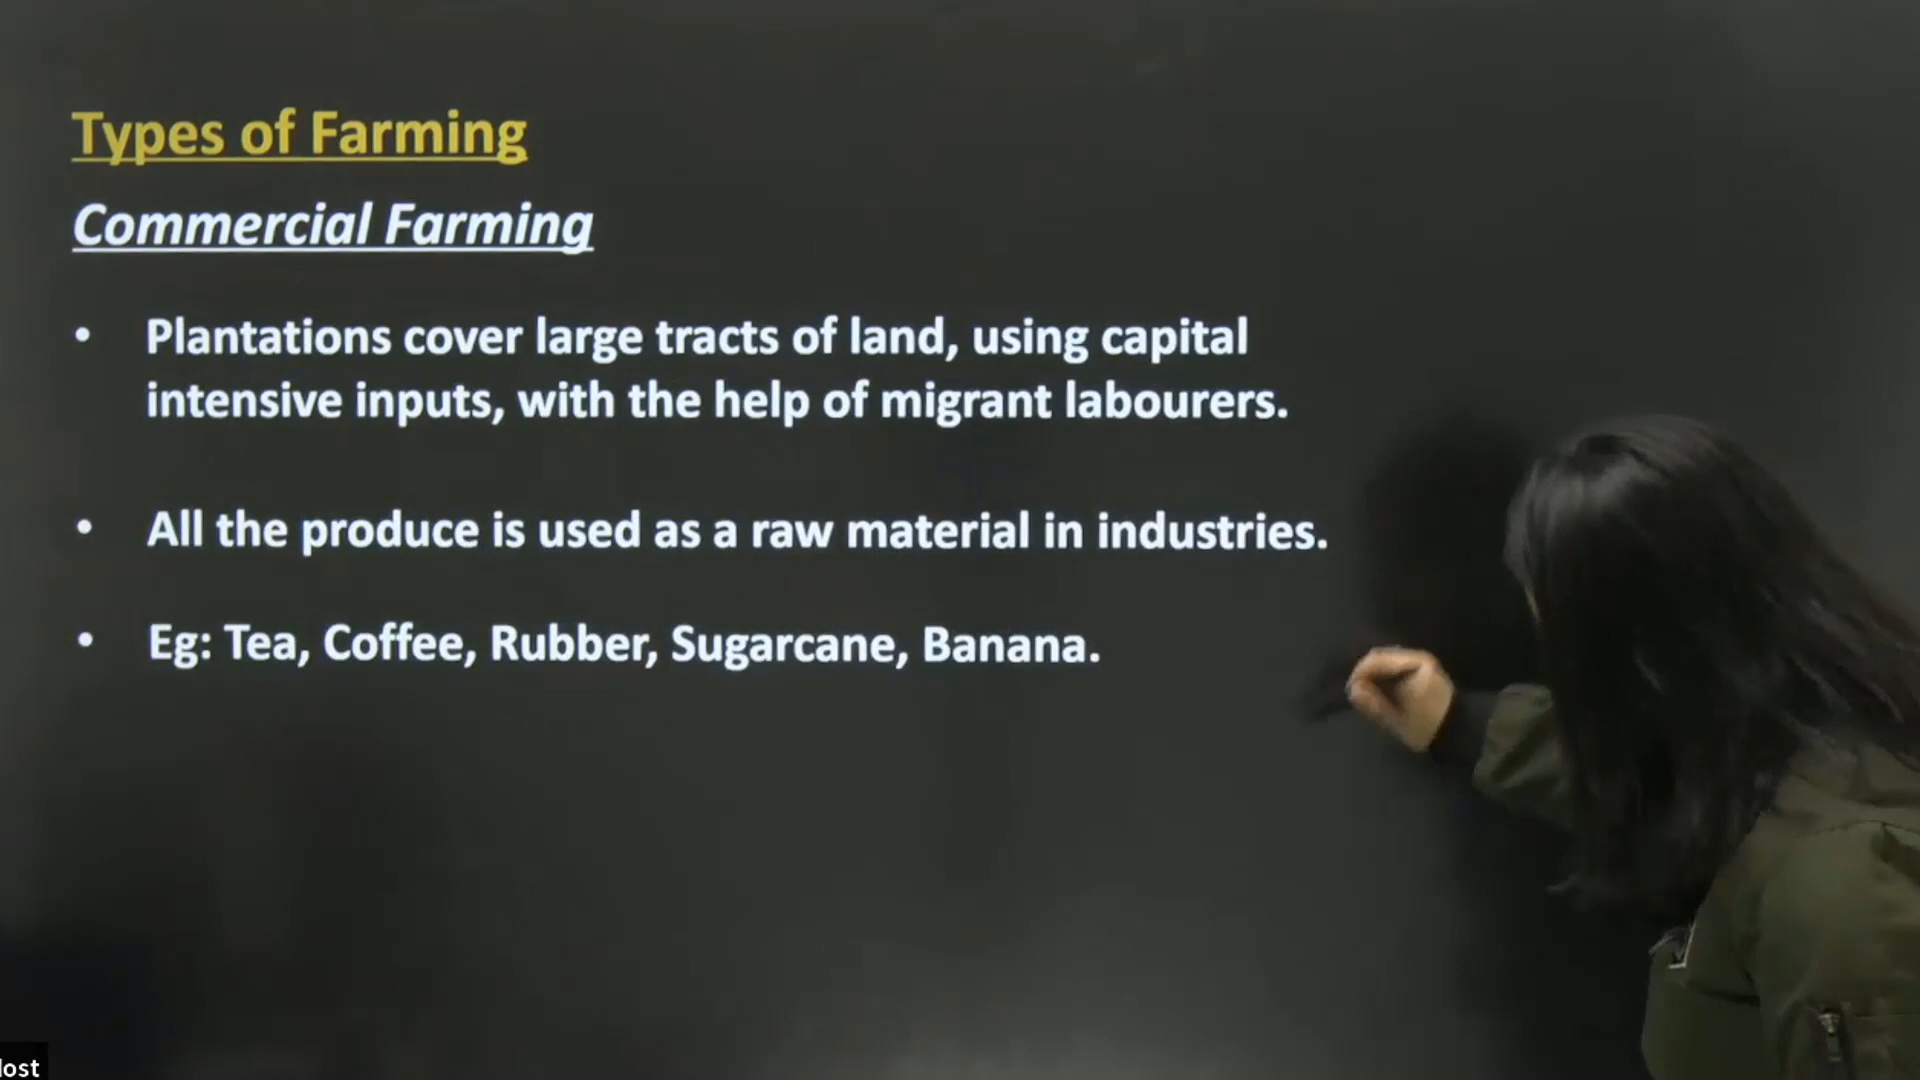 Types of Farming
Commercial Farming
• Plantations cover large tracts of land, using capital
intensive inputs, with the help of migrant labourers.
• All the produce is used as a raw material in industries.
• Eg: Tea, Coffee, Rubber, Sugarcane, Banana.